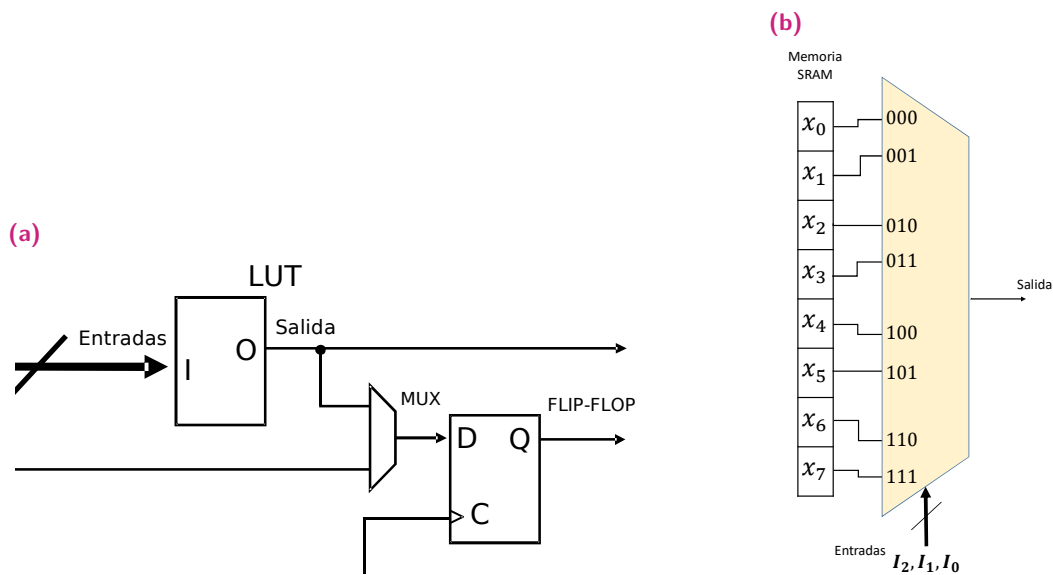 (a)
LUT
Entradas
I
O
Salida
MUX
FLIP-FLOP
D
Q
C
(b)
Memoria
SRAM
x₀
000
x₁
001
x₂
010
x₃
011
x₄
100
x₅
101
x₆
110
x₇
111
Salida
Entradas
I₂, I₁, I₀